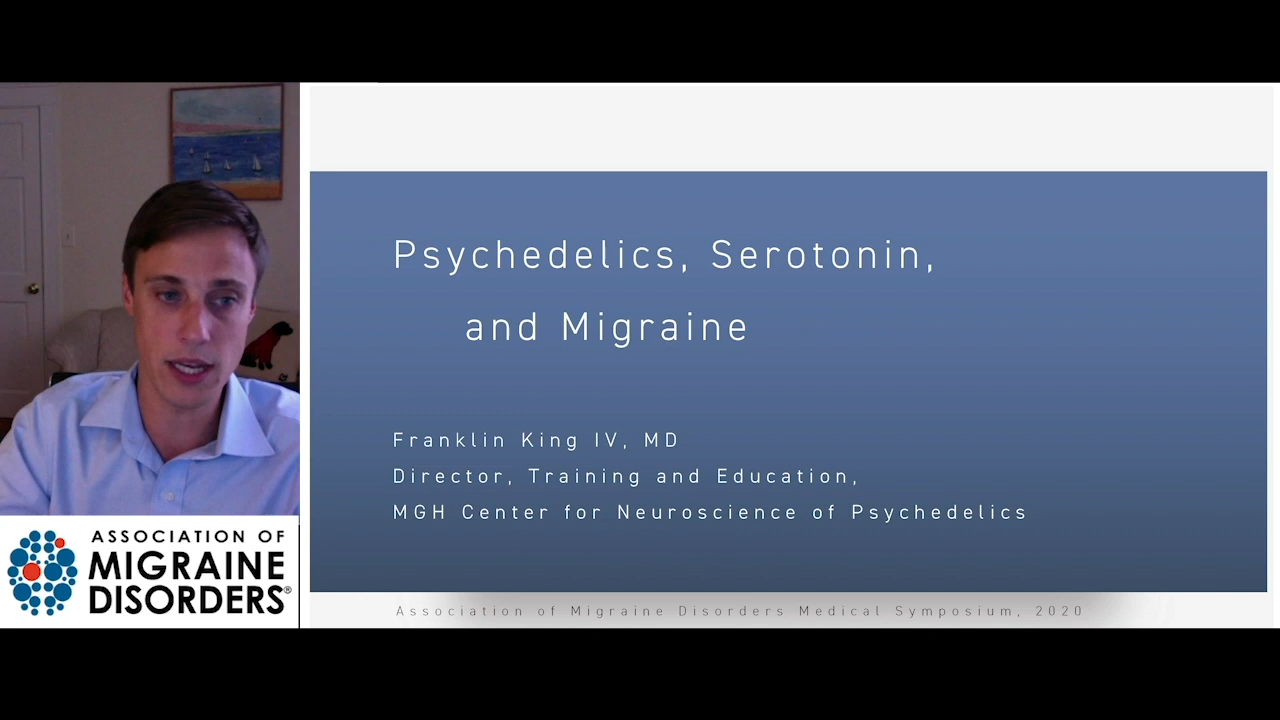 Psychedelics, Serotonin,
and Migraine
Franklin King IV, MD
Director, Training and Education,
MGH Center for Neuroscience of Psychedelics
ASSOCIATION OF
MIGRAINE
DISORDERS®
Association of Migraine Disorders Medical Symposium, 2020